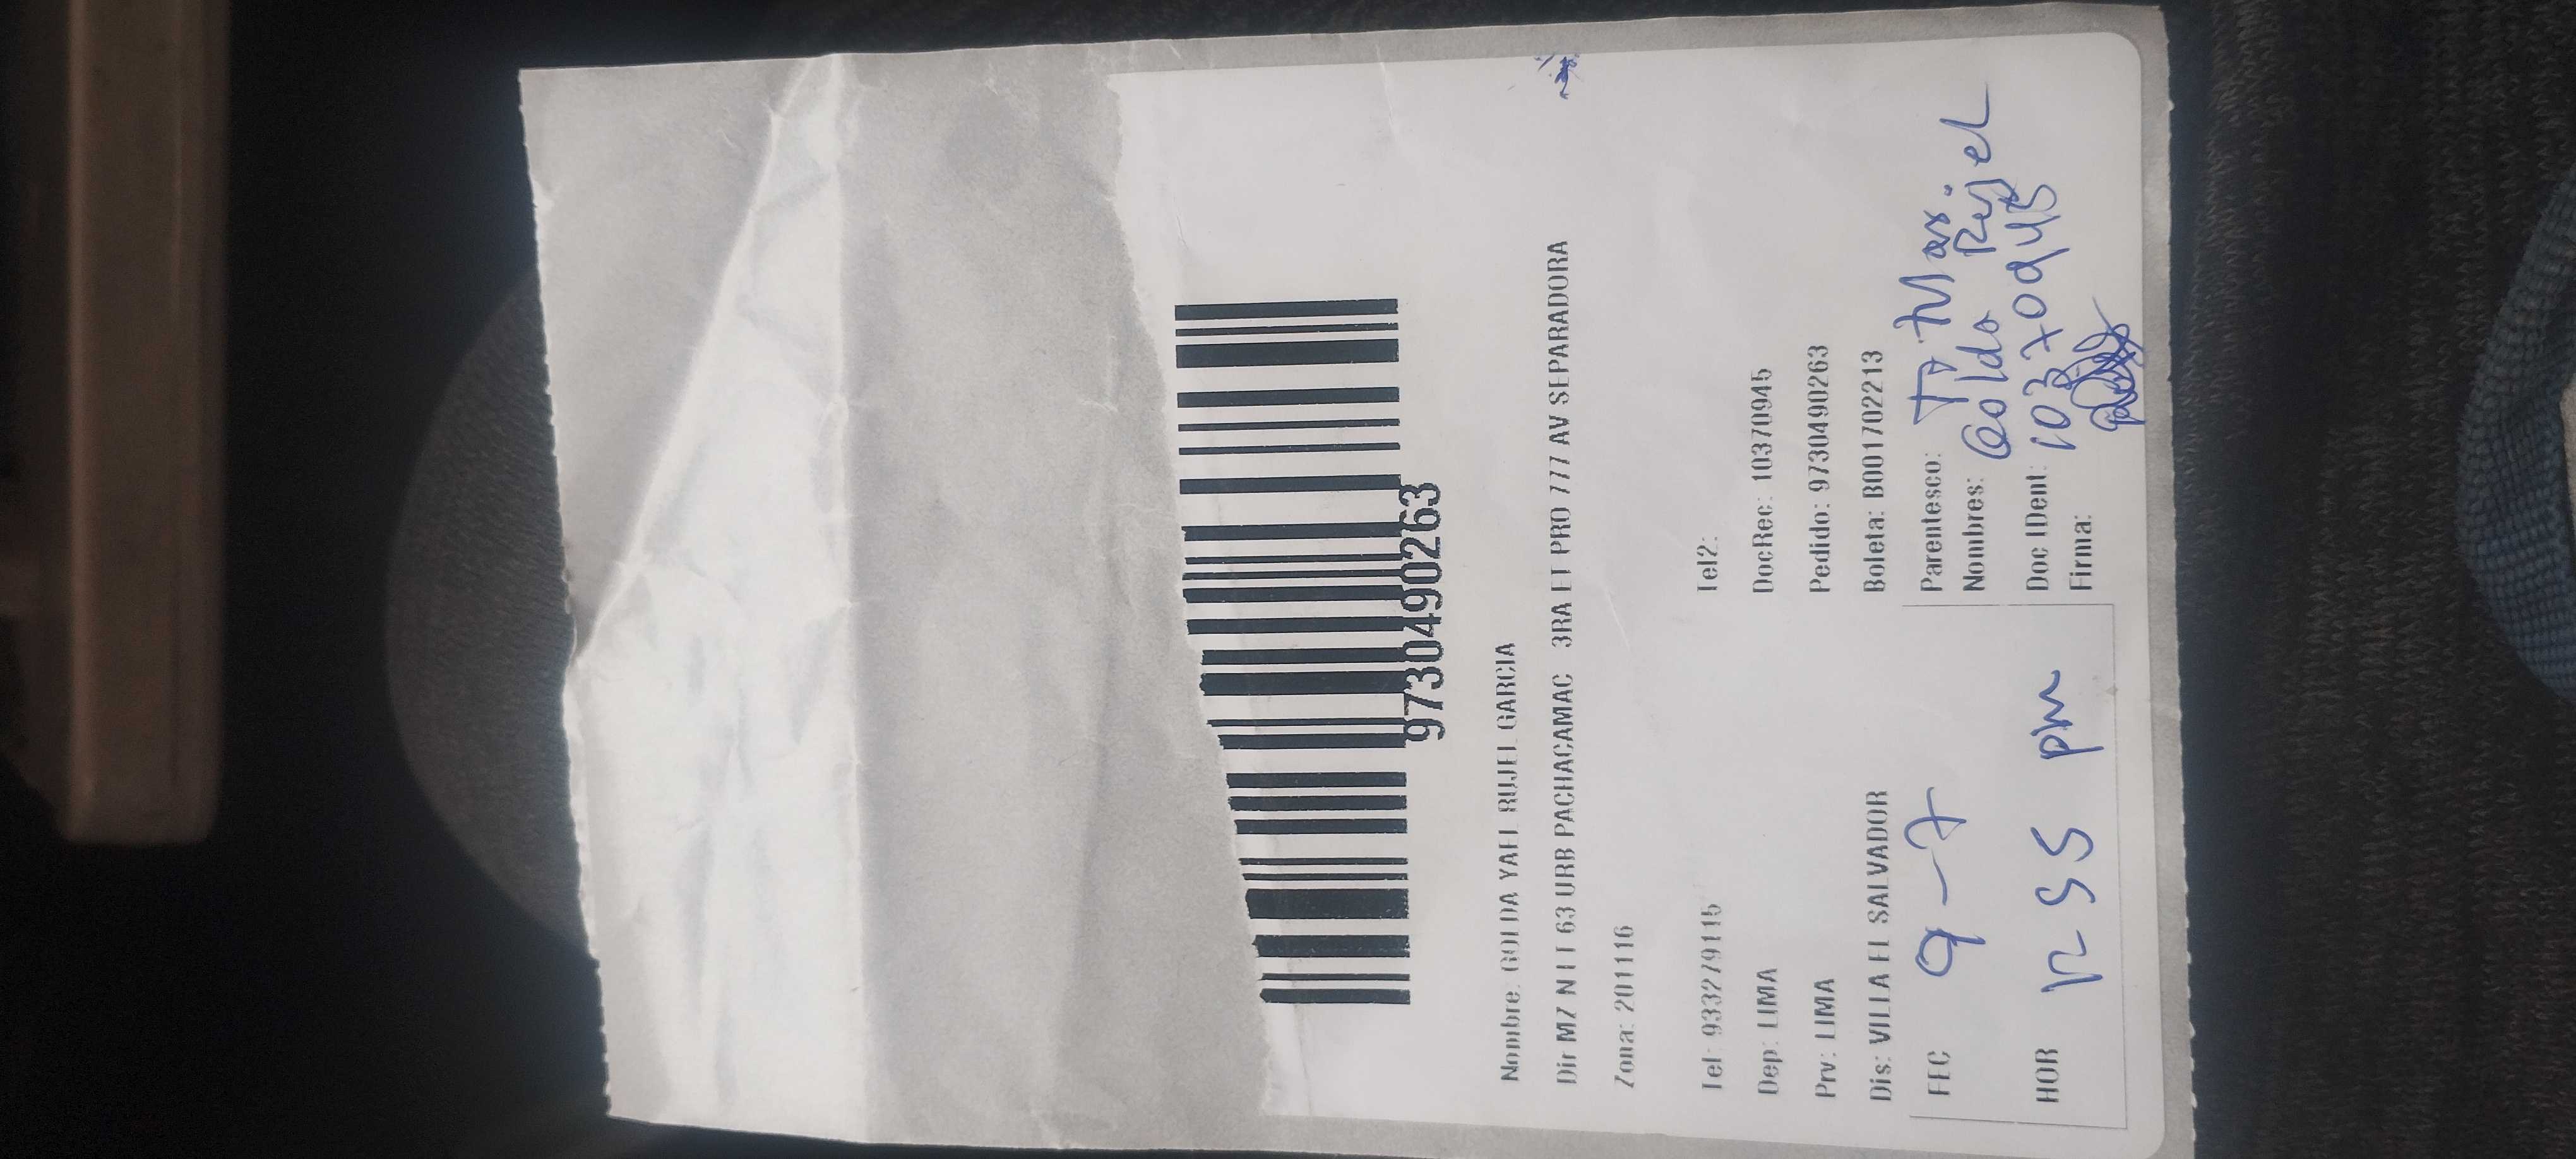 9730490263
Nombre: GOLDA YAEL RUJEL GARCIA
Dir MZ N LT 63 URB PACHACAMAC 3RA ET PRO 777 AV SEPARADORA
Zona: 201116
Tel: 933279115 Tel2:
Dep: LIMA DocRec: 10370945
Prv: LIMA Pedido: 9730490263
Dis: VILLA EL SALVADOR Boleta: B001702213
FEC 9-7 Parentesco: Titular
Nombres: Golda Rujel
HOR 12 55 pm Doc IDent: 10370945
Firma: